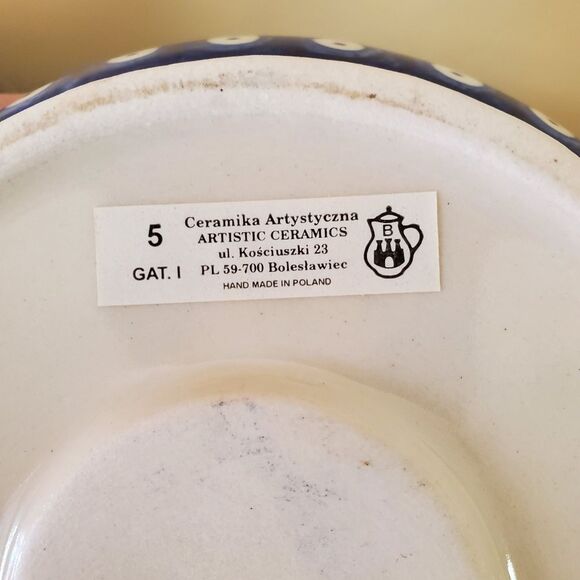 5
GAT. I
Ceramika Artystyczna
ARTISTIC CERAMICS
ul. Kościuszki 23
PL 59-700 Bolesławiec
HAND MADE IN POLAND
B